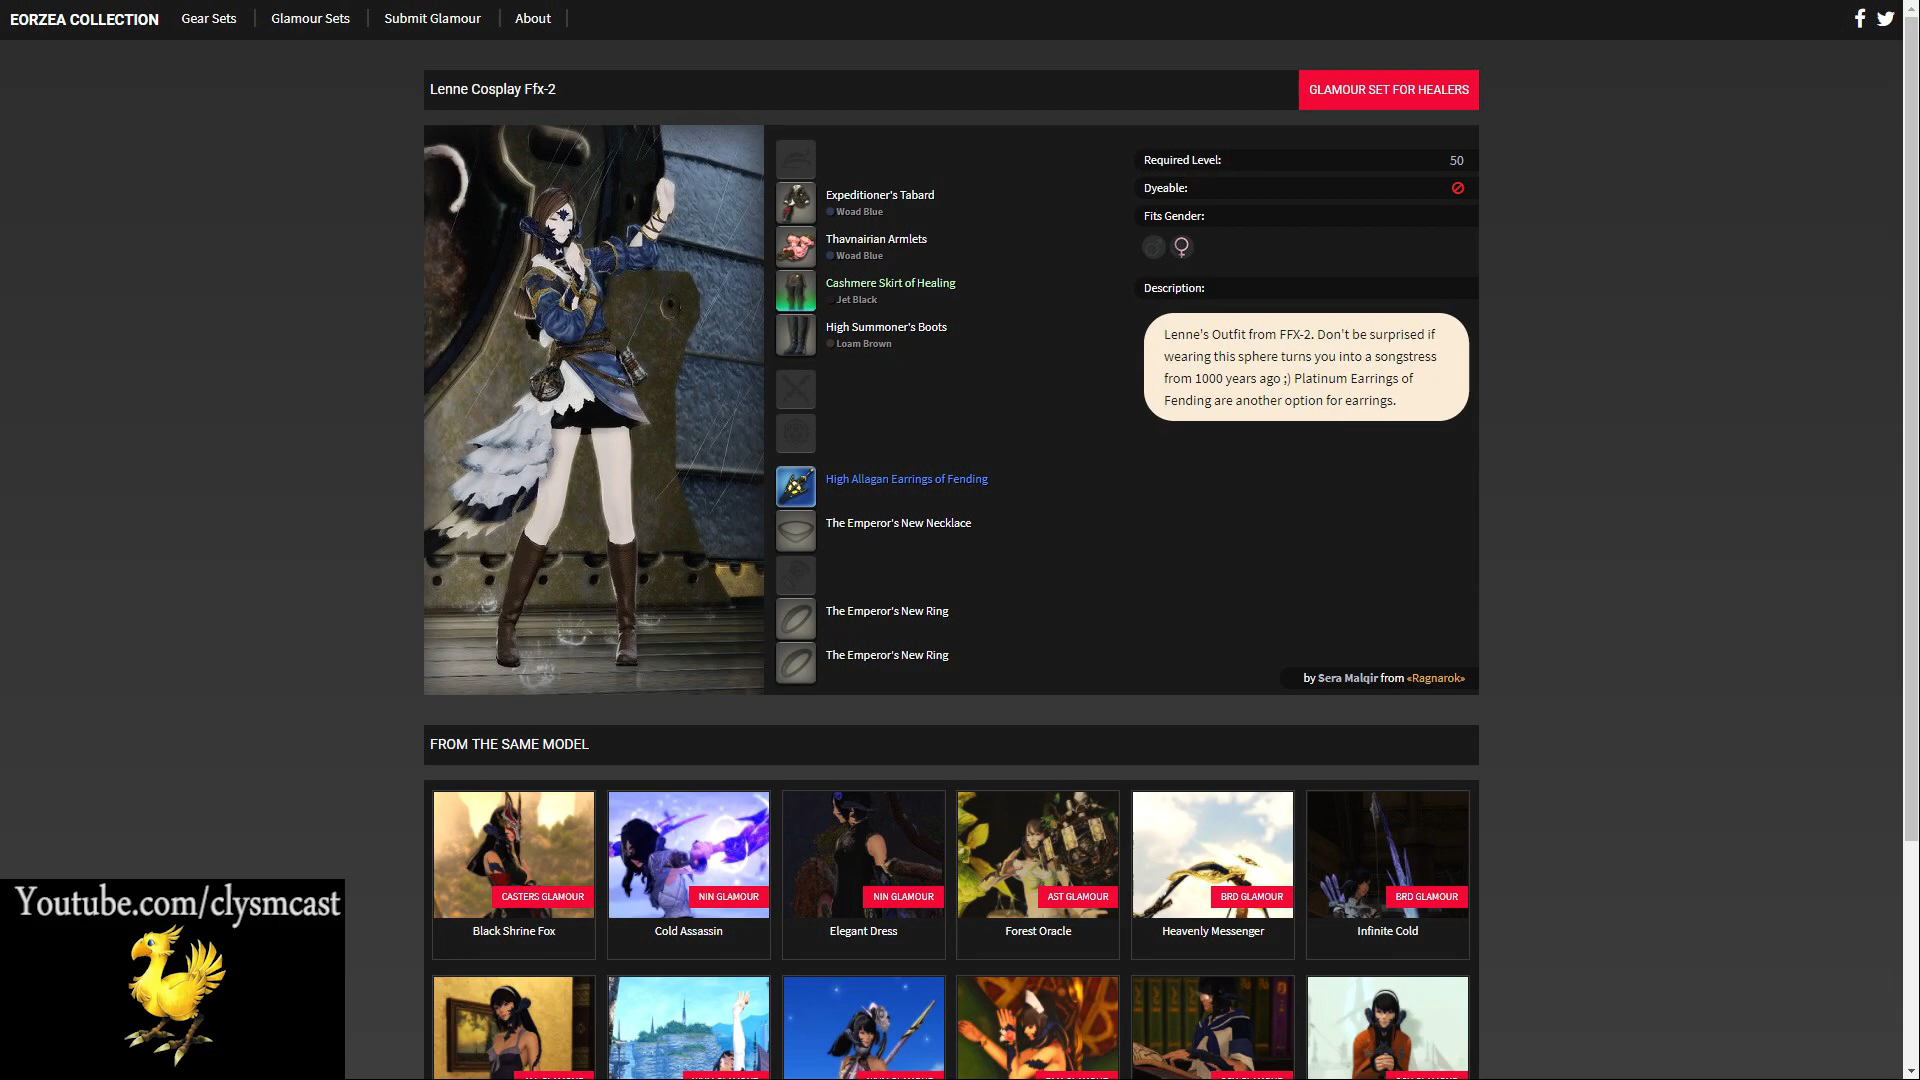 EORZEA COLLECTION
Gear Sets
Glamour Sets
Submit Glamour
About
Lenne Cosplay Ffx-2
GLAMOUR SET FOR HEALERS
Expeditioner's Tabard
Woad Blue
Thavnairian Armlets
Woad Blue
Cashmere Skirt of Healing
Jet Black
High Summoner's Boots
Loam Brown
High Allagan Earrings of Fending
The Emperor's New Necklace
The Emperor's New Ring
The Emperor's New Ring
Required Level:
50
Dyeable:
Fits Gender:
Description:
Lenne's Outfit from FFX-2. Don't be surprised if
wearing this sphere turns you into a songstress
from 1000 years ago ;) Platinum Earrings of
Fending are another option for earrings.
by Sera Malqir from «Ragnarok»
FROM THE SAME MODEL
CASTERS GLAMOUR
NIN GLAMOUR
NIN GLAMOUR
AST GLAMOUR
BRD GLAMOUR
BRD GLAMOUR
Black Shrine Fox
Cold Assassin
Elegant Dress
Forest Oracle
Heavenly Messenger
Infinite Cold
Youtube.com/clysmcast